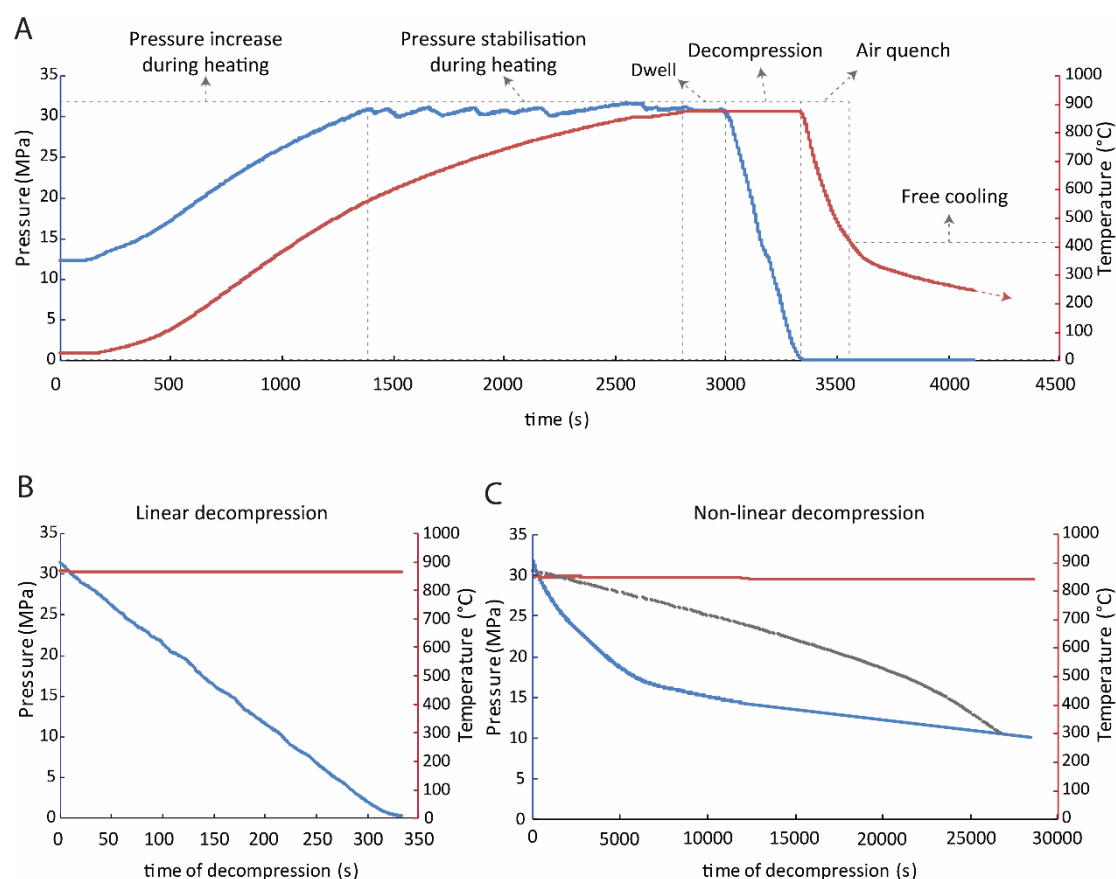 A
Pressure increase
during heating
Pressure stabilisation
during heating
Dwell
Decompression
Air quench
Free cooling
35
30
25
20
15
10
5
0
Pressure (MPa)
1000
900
800
700
600
500
400
300
200
100
0
Temperature (°C)
0 500 1000 1500 2000 2500 3000 3500 4000 4500
time (s)
B
Linear decompression
35
30
25
20
15
10
5
0
Pressure (MPa)
1000
900
800
700
600
500
400
300
200
100
0
Temperature (°C)
0 50 100 150 200 250 300 350
time of decompression (s)
C
Non-linear decompression
35
30
25
20
15
10
5
0
Pressure (MPa)
1000
900
800
700
600
500
400
300
200
100
0
Temperature (°C)
0 5000 10000 15000 20000 25000 30000
time of decompression (s)